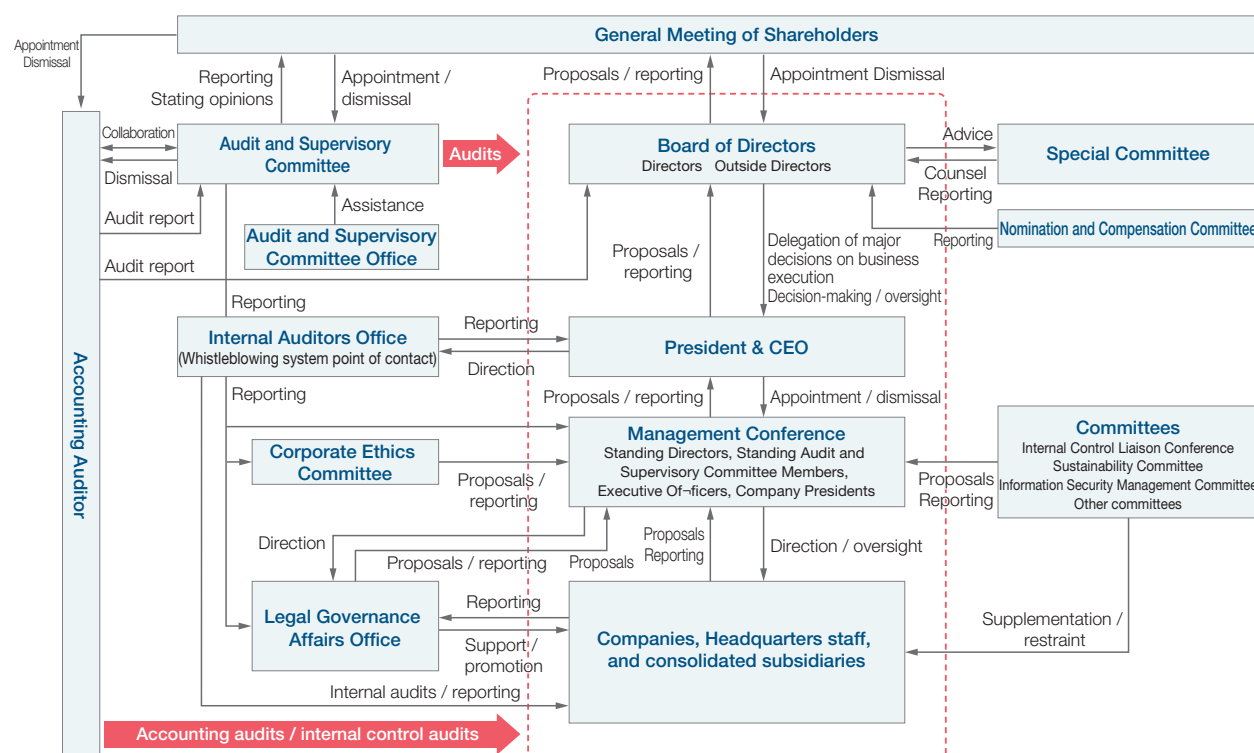 General Meeting of Shareholders
Appointment
Dismissal
Reporting
Stating opinions
Appointment /
dismissal
Proposals / reporting
Appointment Dismissal
Collaboration
Dismissal
Audit and Supervisory
Committee
Audits
Board of Directors
Directors Outside Directors
Advice
Counsel
Reporting
Special Committee
Audit report
Assistance
Audit and Supervisory
Committee Office
Nomination and Compensation Committee
Reporting
Audit report
Proposals /
reporting
Delegation of major
decisions on business
execution
Decision-making / oversight
Reporting
Internal Auditors Office
(Whistleblowing system point of contact)
Reporting
Direction
President & CEO
Accounting Auditor
Reporting
Proposals / reporting
Appointment / dismissal
Corporate Ethics
Committee
Proposals /
reporting
Management Conference
Standing Directors, Standing Audit and
Supervisory Committee Members,
Executive Of¬ficers, Company Presidents
Proposals
Reporting
Committees
Internal Control Liaison Conference
Sustainability Committee
Information Security Management Committee
Other committees
Direction
Proposals / reporting
Proposals
Proposals
Reporting
Direction / oversight
Legal Governance
Affairs Office
Reporting
Support /
promotion
Companies, Headquarters staff,
and consolidated subsidiaries
Supplementation /
restraint
Internal audits / reporting
Accounting audits / internal control audits